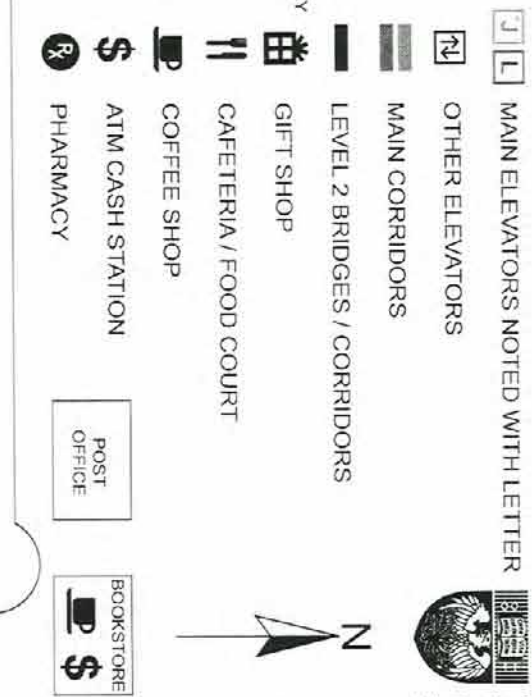 J L MAIN ELEVATORS NOTED WITH LETTER
OTHER ELEVATORS
MAIN CORRIDORS
LEVEL 2 BRIDGES / CORRIDORS
Y
GIFT SHOP
CAFETERIA / FOOD COURT
COFFEE SHOP
$ ATM CASH STATION
Rx PHARMACY
N
POST
OFFICE
BOOKSTORE
$